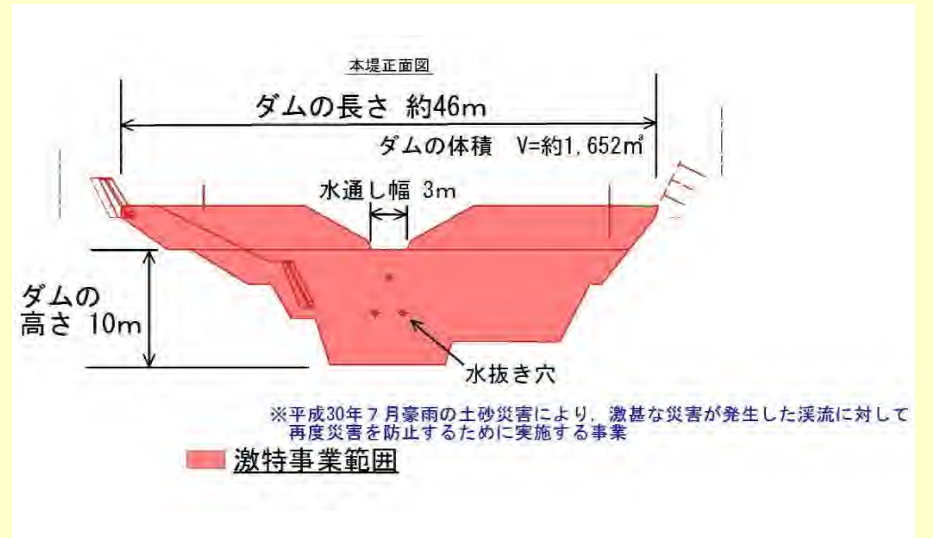 本堤正面図
ダムの長さ 約46m
ダムの体積 V=約1,652㎥
水通し幅 3m
ダムの
高さ 10m
水抜き穴
※平成30年7月豪雨の土砂災害により，激甚な災害が発生した渓流に対して
再度災害を防止するために実施する事業
激特事業範囲